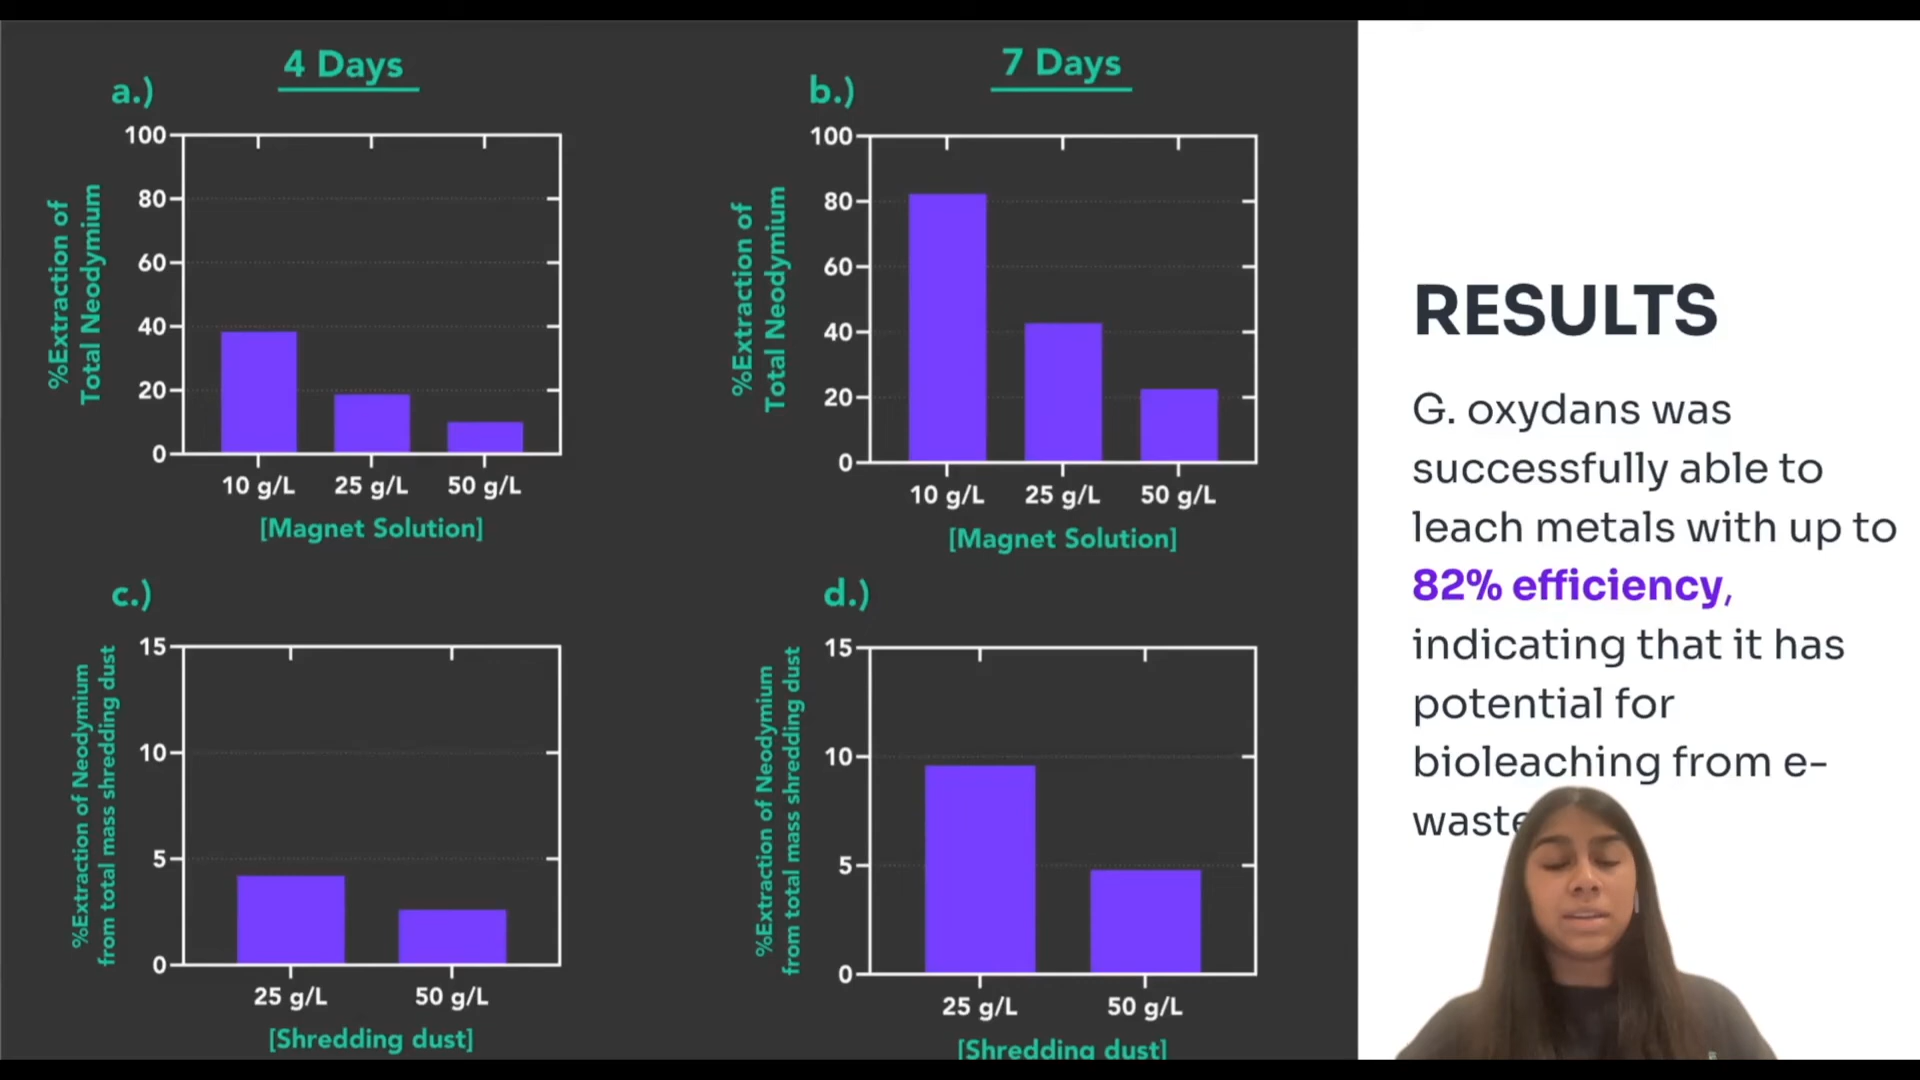 4 Days
a.)
100
80
60
40
20
0
%Extraction of
Total Neodymium
10 g/L 25 g/L 50 g/L
[Magnet Solution]
7 Days
b.)
100
80
60
40
20
0
%Extraction of
Total Neodymium
10 g/L 25 g/L 50 g/L
[Magnet Solution]
c.)
15
10
5
0
%Extraction of Neodymium
from total mass shredding dust
25 g/L 50 g/L
[Shredding dust]
d.)
15
10
5
0
%Extraction of Neodymium
from total mass shredding dust
25 g/L 50 g/L
[Shredding dust]
RESULTS
G. oxydans was
successfully able to
leach metals with up to
82% efficiency,
indicating that it has
potential for
bioleaching from e-
waste